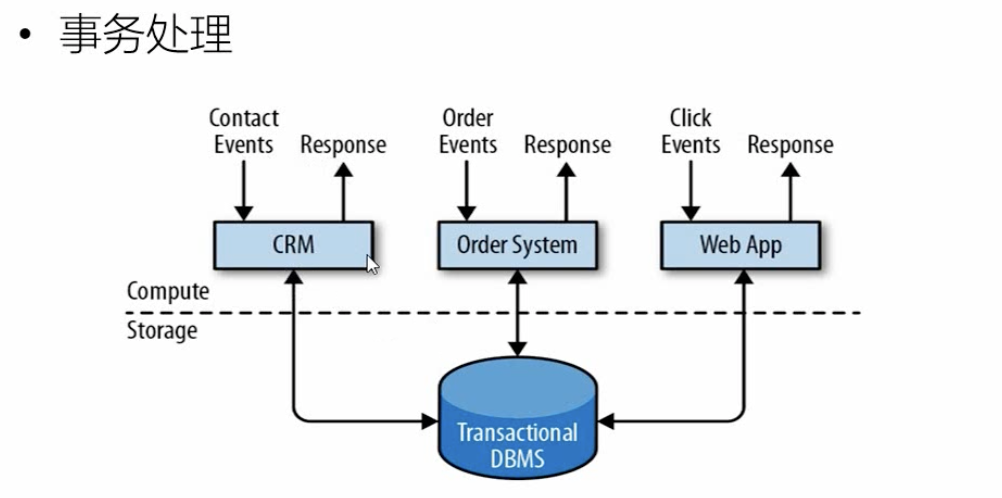 • 事务处理
Contact
Events
Response
Order
Events
Response
Click
Events
Response
CRM
Order System
Web App
Compute
Storage
Transactional
DBMS